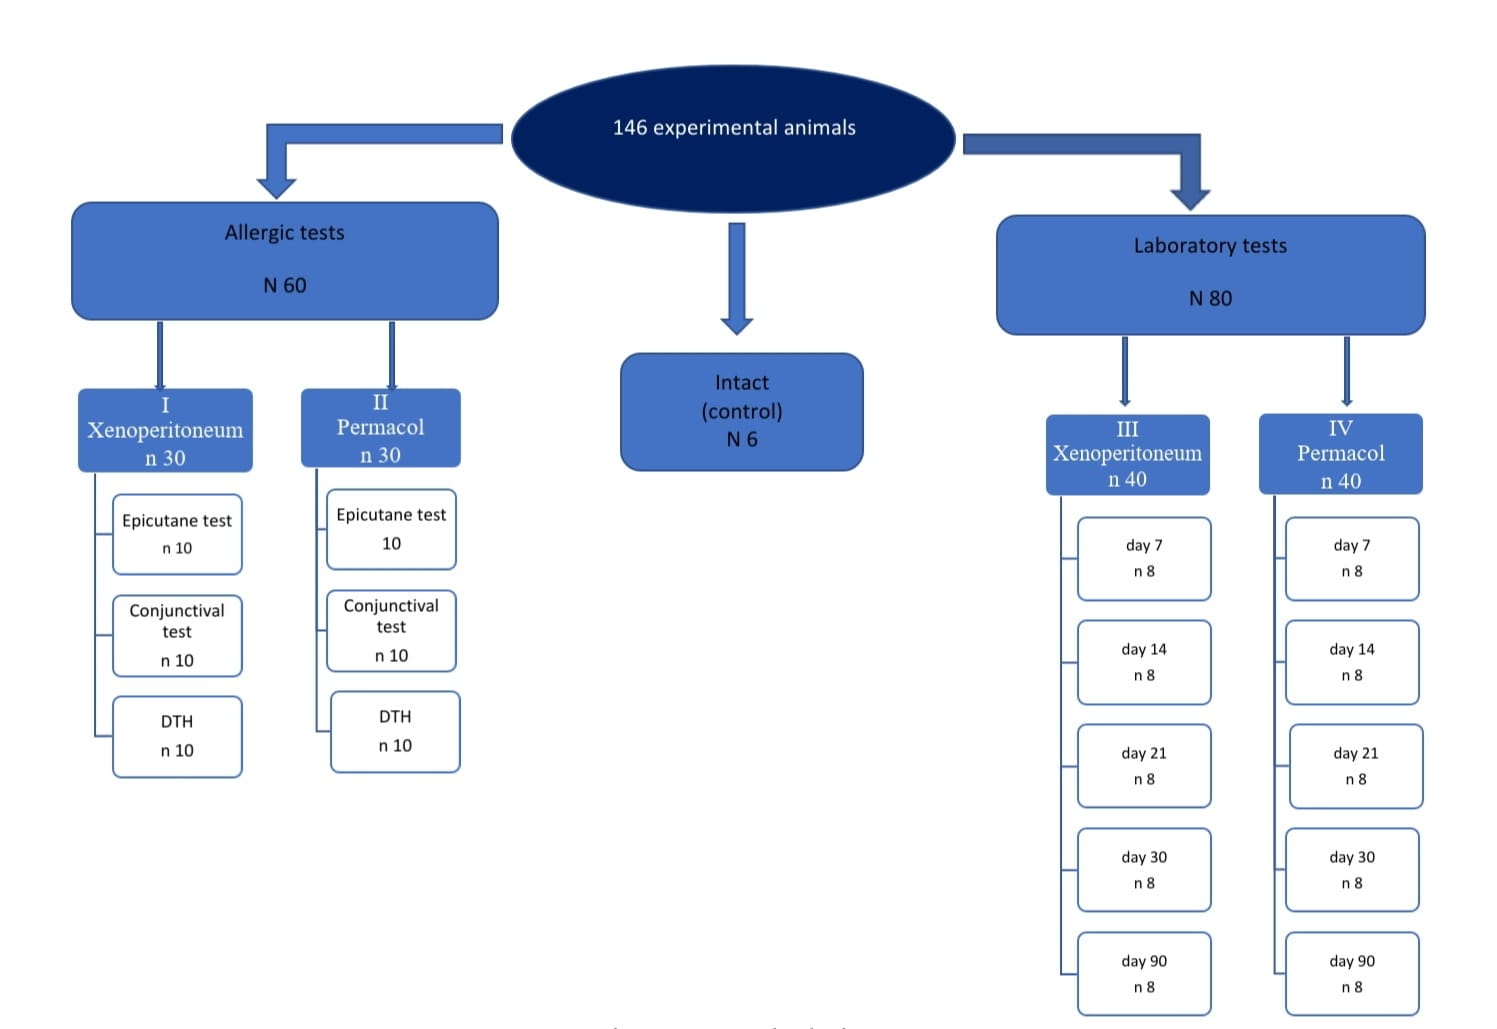 146 experimental animals
Allergic tests
N 60
Intact
(control)
N 6
Laboratory tests
N 80
I
Xenoperitoneum
n 30
Epicutane test
n 10
Conjunctival
test
n 10
DTH
n 10
II
Permacol
n 30
Epicutane test
10
Conjunctival
test
n 10
DTH
n 10
III
Xenoperitoneum
n 40
day 7
n 8
day 14
n 8
day 21
n 8
day 30
n 8
day 90
n 8
IV
Permacol
n 40
day 7
n 8
day 14
n 8
day 21
n 8
day 30
n 8
day 90
n 8